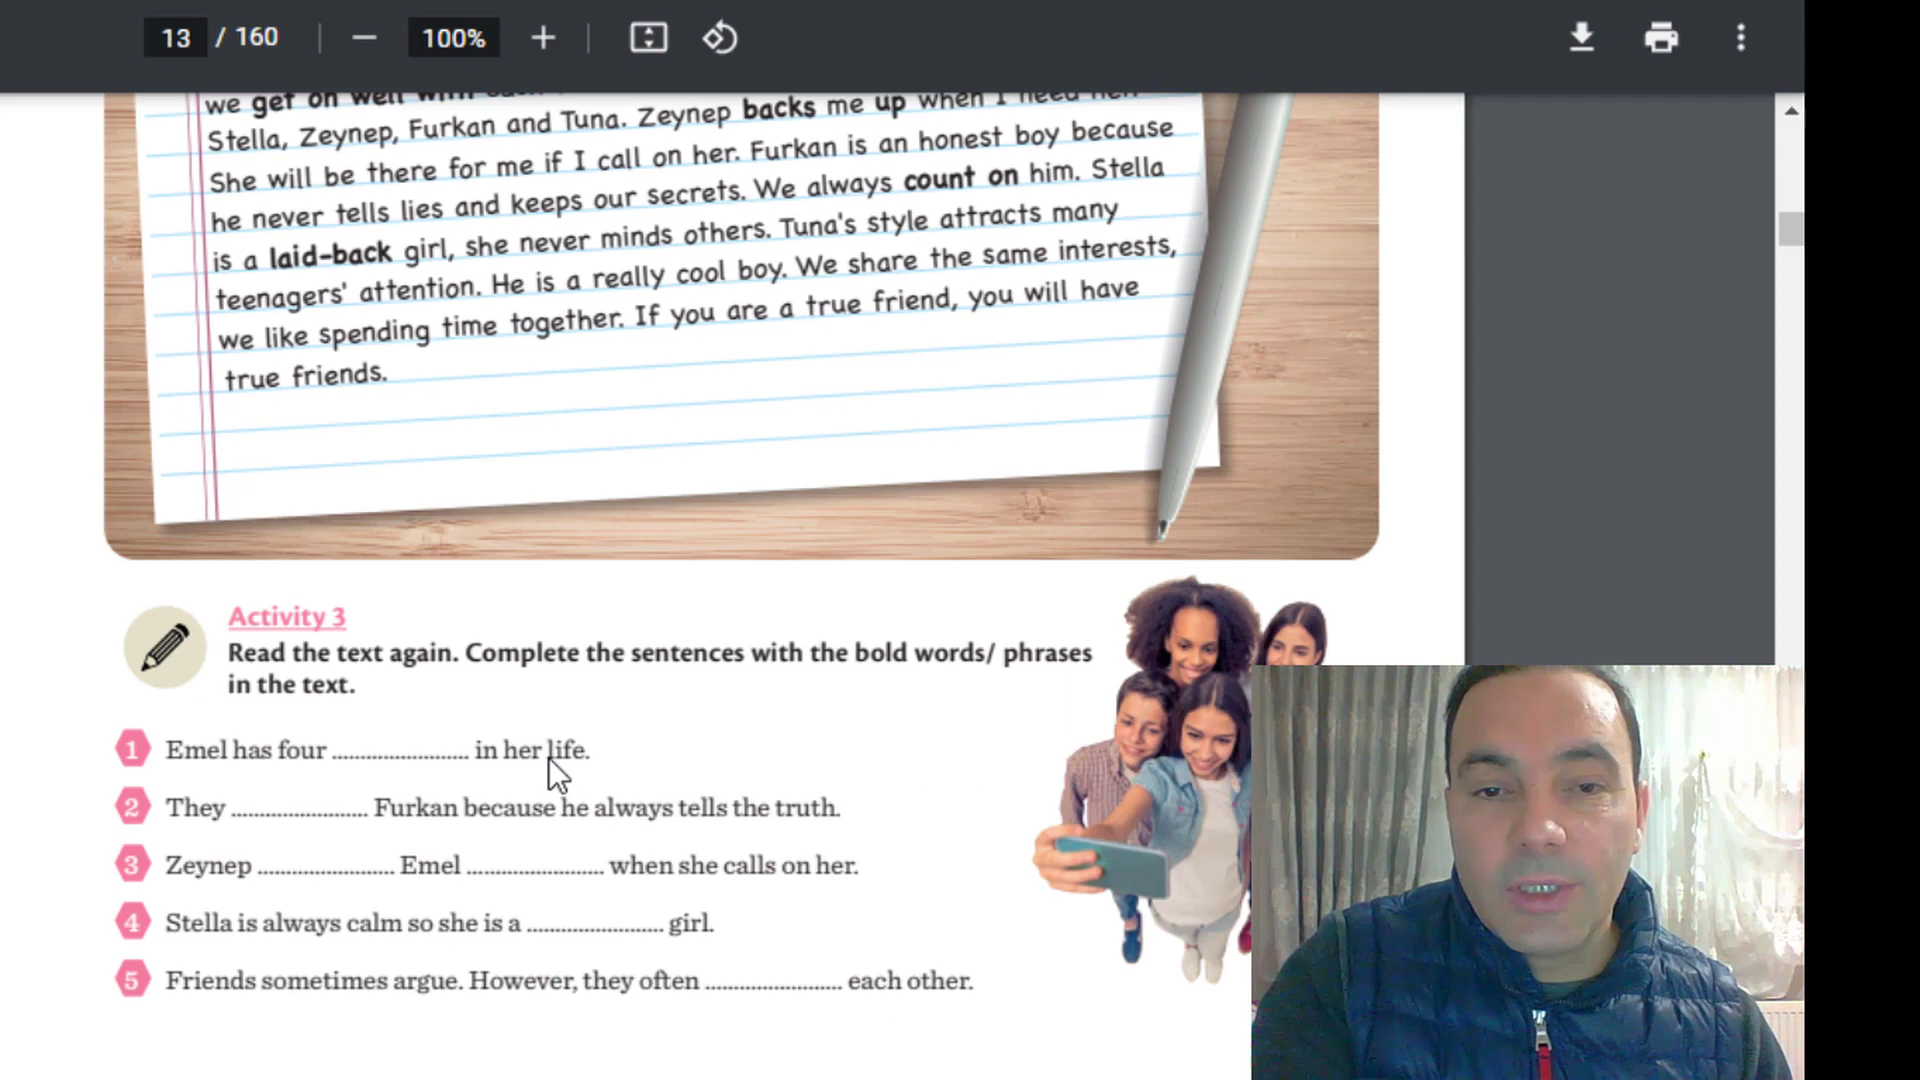 13 / 160 100%
we get on well with
Stella, Zeynep, Furkan and Tuna. Zeynep backs me up when I need her.
She will be there for me if I call on her. Furkan is an honest boy because
he never tells lies and keeps our secrets. We always count on him. Stella
is a laid-back girl, she never minds others. Tuna's style attracts many
teenagers' attention. He is a really cool boy. We share the same interests,
we like spending time together. If you are a true friend, you will have
true friends.
Activity 3
Read the text again. Complete the sentences with the bold words/ phrases
in the text.
1 Emel has four ........................ in her life.
2 They ........................ Furkan because he always tells the truth.
3 Zeynep ........................ Emel ........................ when she calls on her.
4 Stella is always calm so she is a ........................ girl.
5 Friends sometimes argue. However, they often ........................ each other.